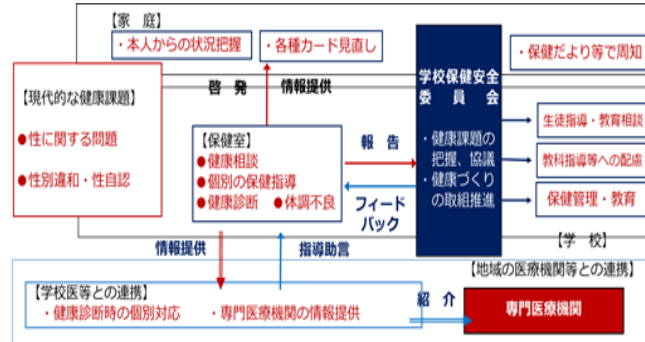 【家 庭】
・本人からの状況把握
・各種カード見直し
・保健だより等で周知
啓 発 情報提供
学校保健安全
委 員 会
・健康課題の
把握、協議
・健康づくり
の取組推進
【現代的な健康課題】
●性に関する問題
●性別違和・性自認
【保健室】
●健康相談
●個別の保健指導
●健康診断 ●体調不良
報 告
フィード
バック
生徒指導・教育相談
教科指導等への配慮
保健管理・教育
【学 校】
情報提供
指導助言
【地域の医療機関等との連携】
【学校医等との連携】
・健康診断時の個別対応 ・専門医療機関の情報提供
紹 介
専門医療機関